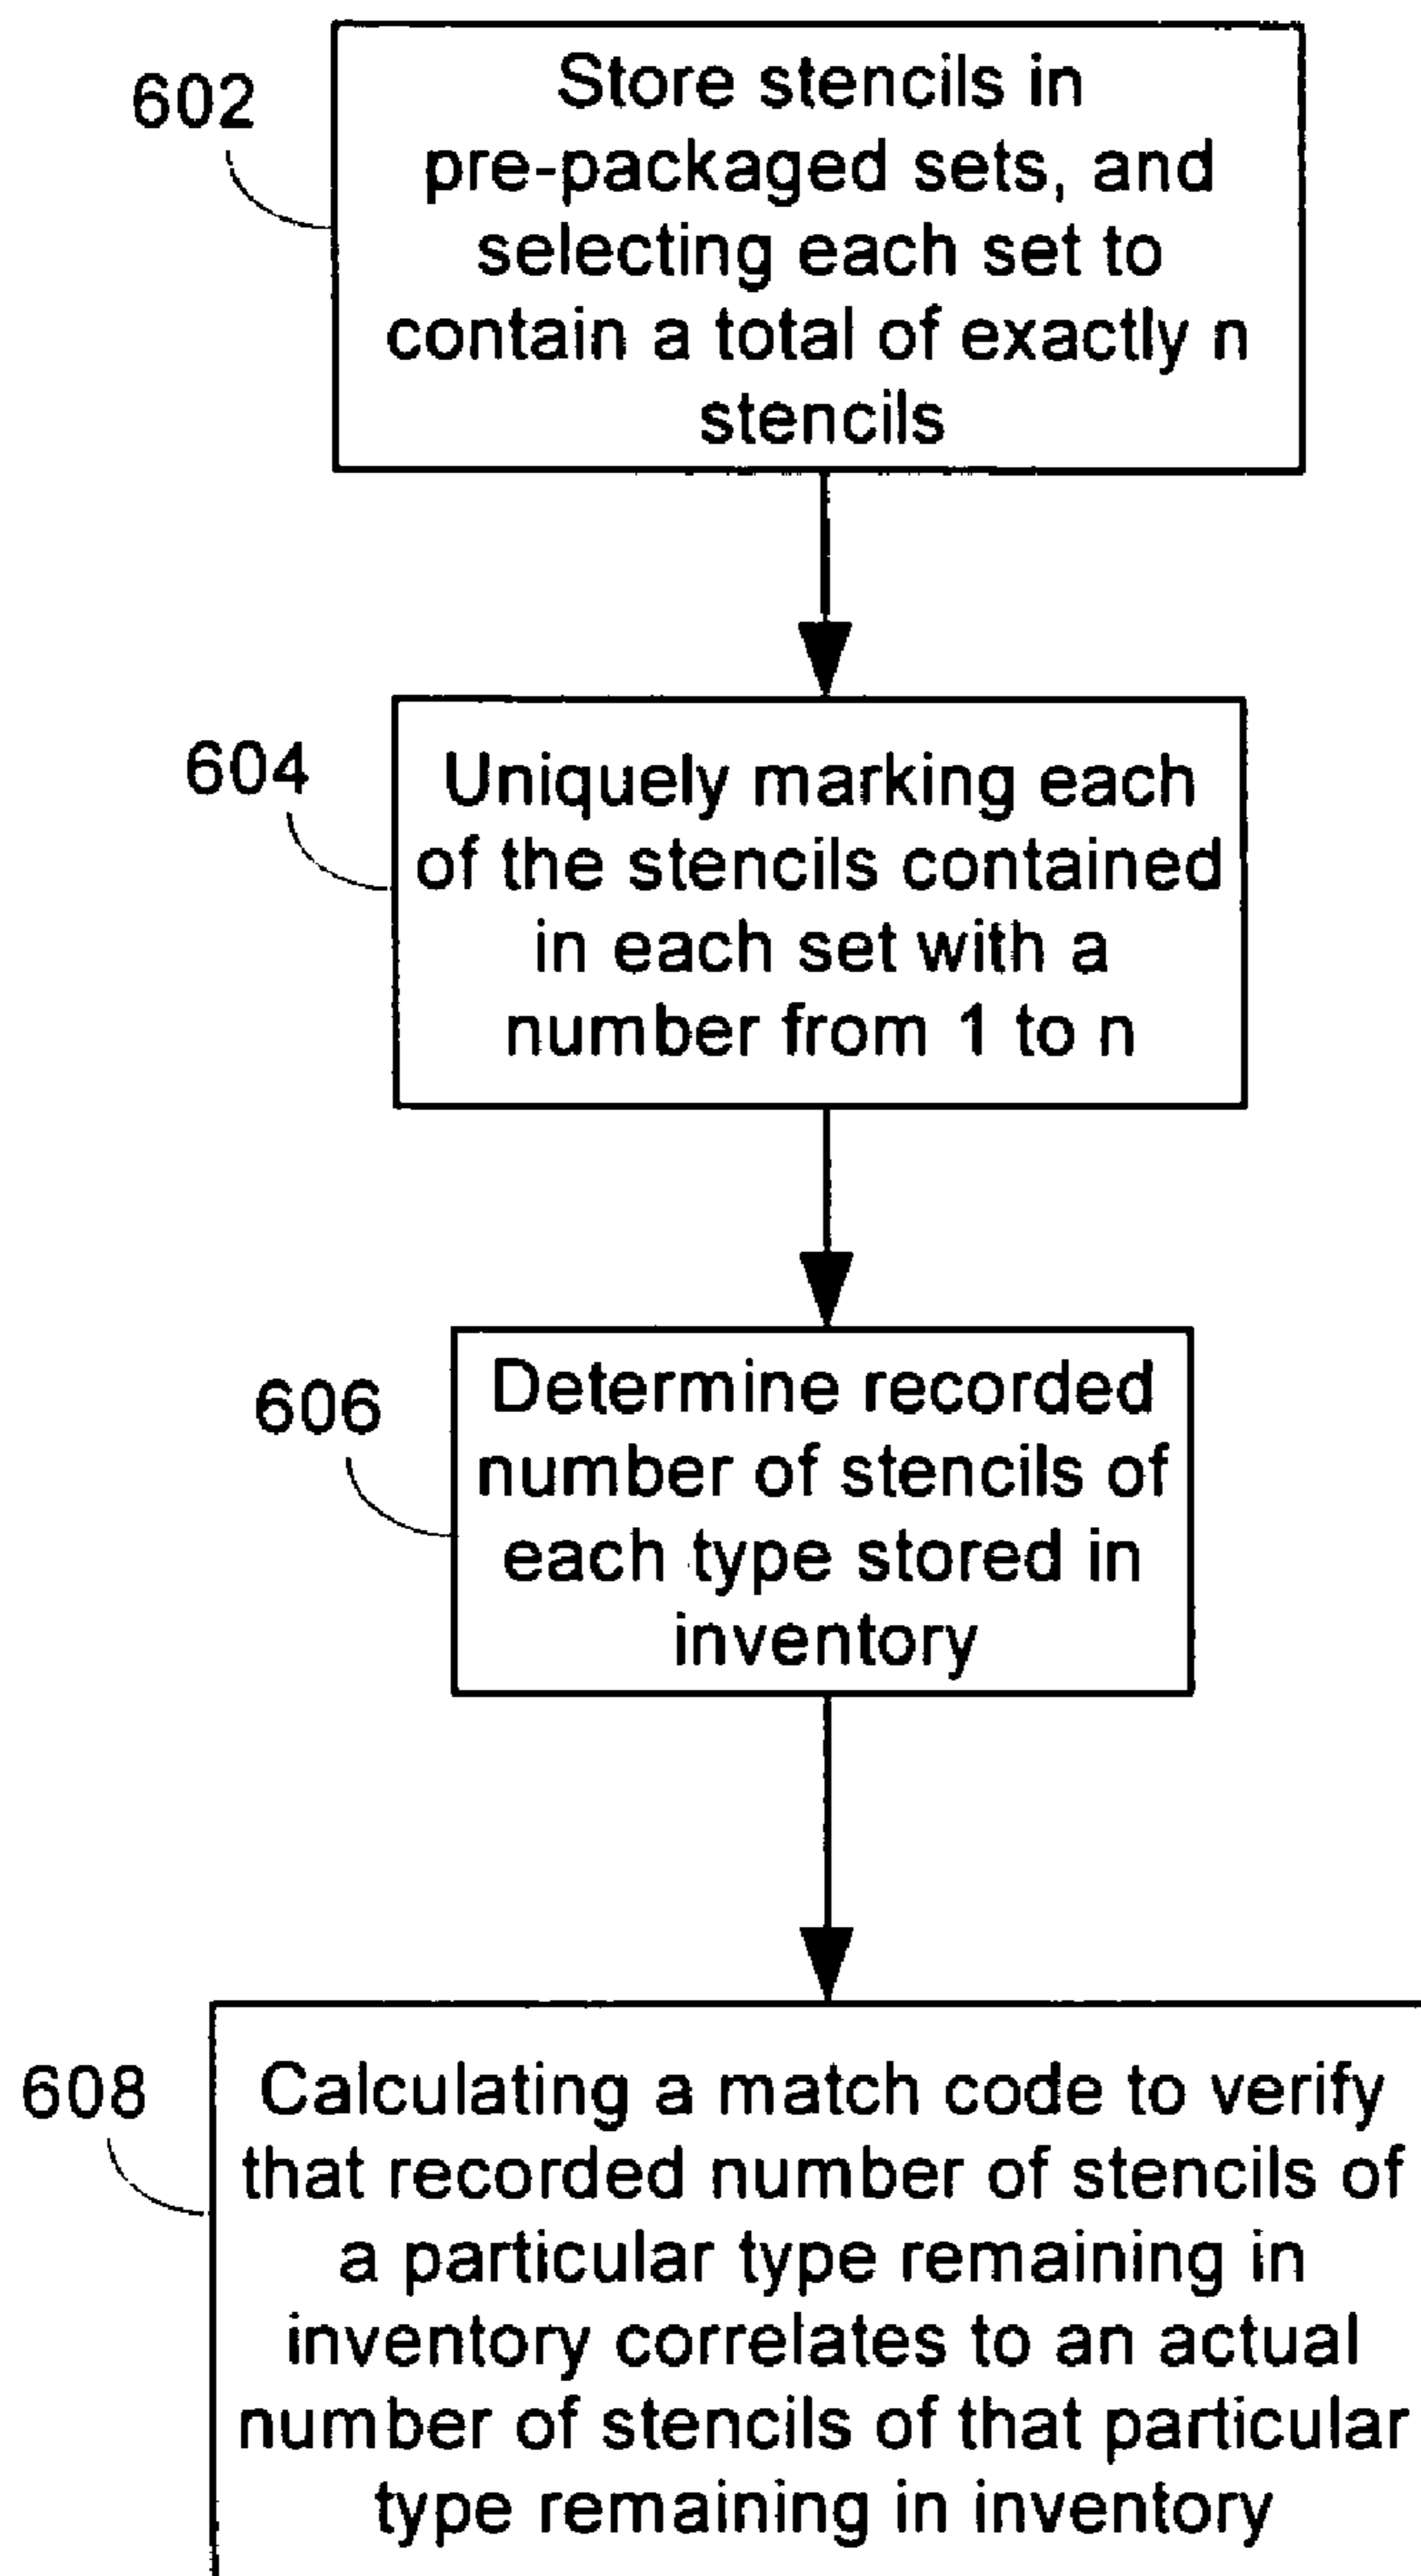 602
Store stencils in
pre-packaged sets, and
selecting each set to
contain a total of exactly n
stencils
604
Uniquely marking each
of the stencils contained
in each set with a
number from 1 to n
606
Determine recorded
number of stencils of
each type stored in
inventory
608
Calculating a match code to verify
that recorded number of stencils of
a particular type remaining in
inventory correlates to an actual
number of stencils of that particular
type remaining in inventory